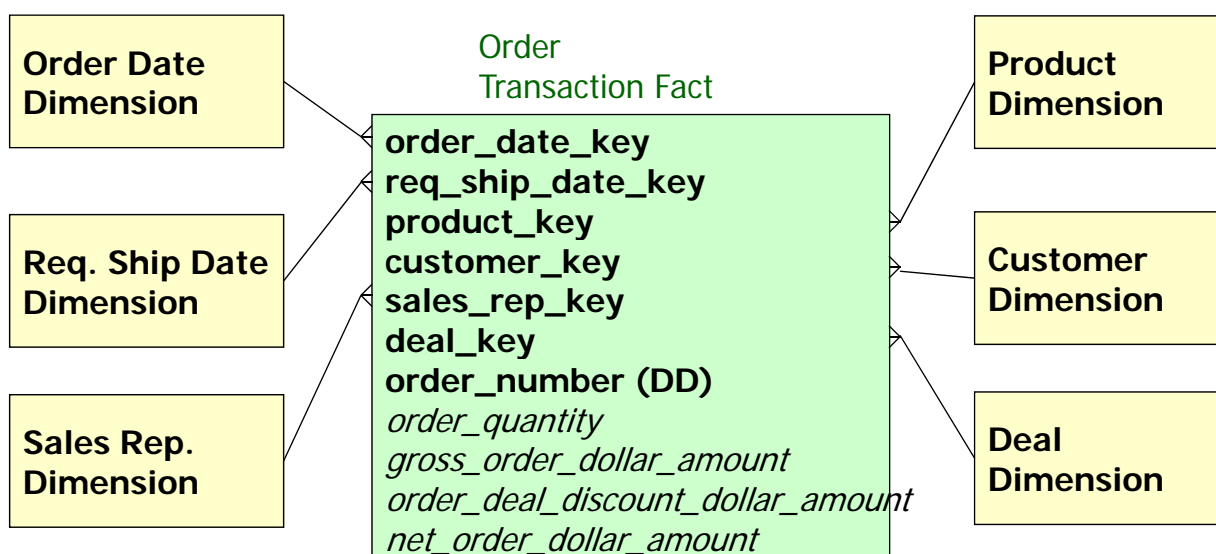 Order Date
Dimension
Req. Ship Date
Dimension
Sales Rep.
Dimension
Order
Transaction Fact
order_date_key
req_ship_date_key
product_key
customer_key
sales_rep_key
deal_key
order_number (DD)
order_quantity
gross_order_dollar_amount
order_deal_discount_dollar_amount
net_order_dollar_amount
Product
Dimension
Customer
Dimension
Deal
Dimension